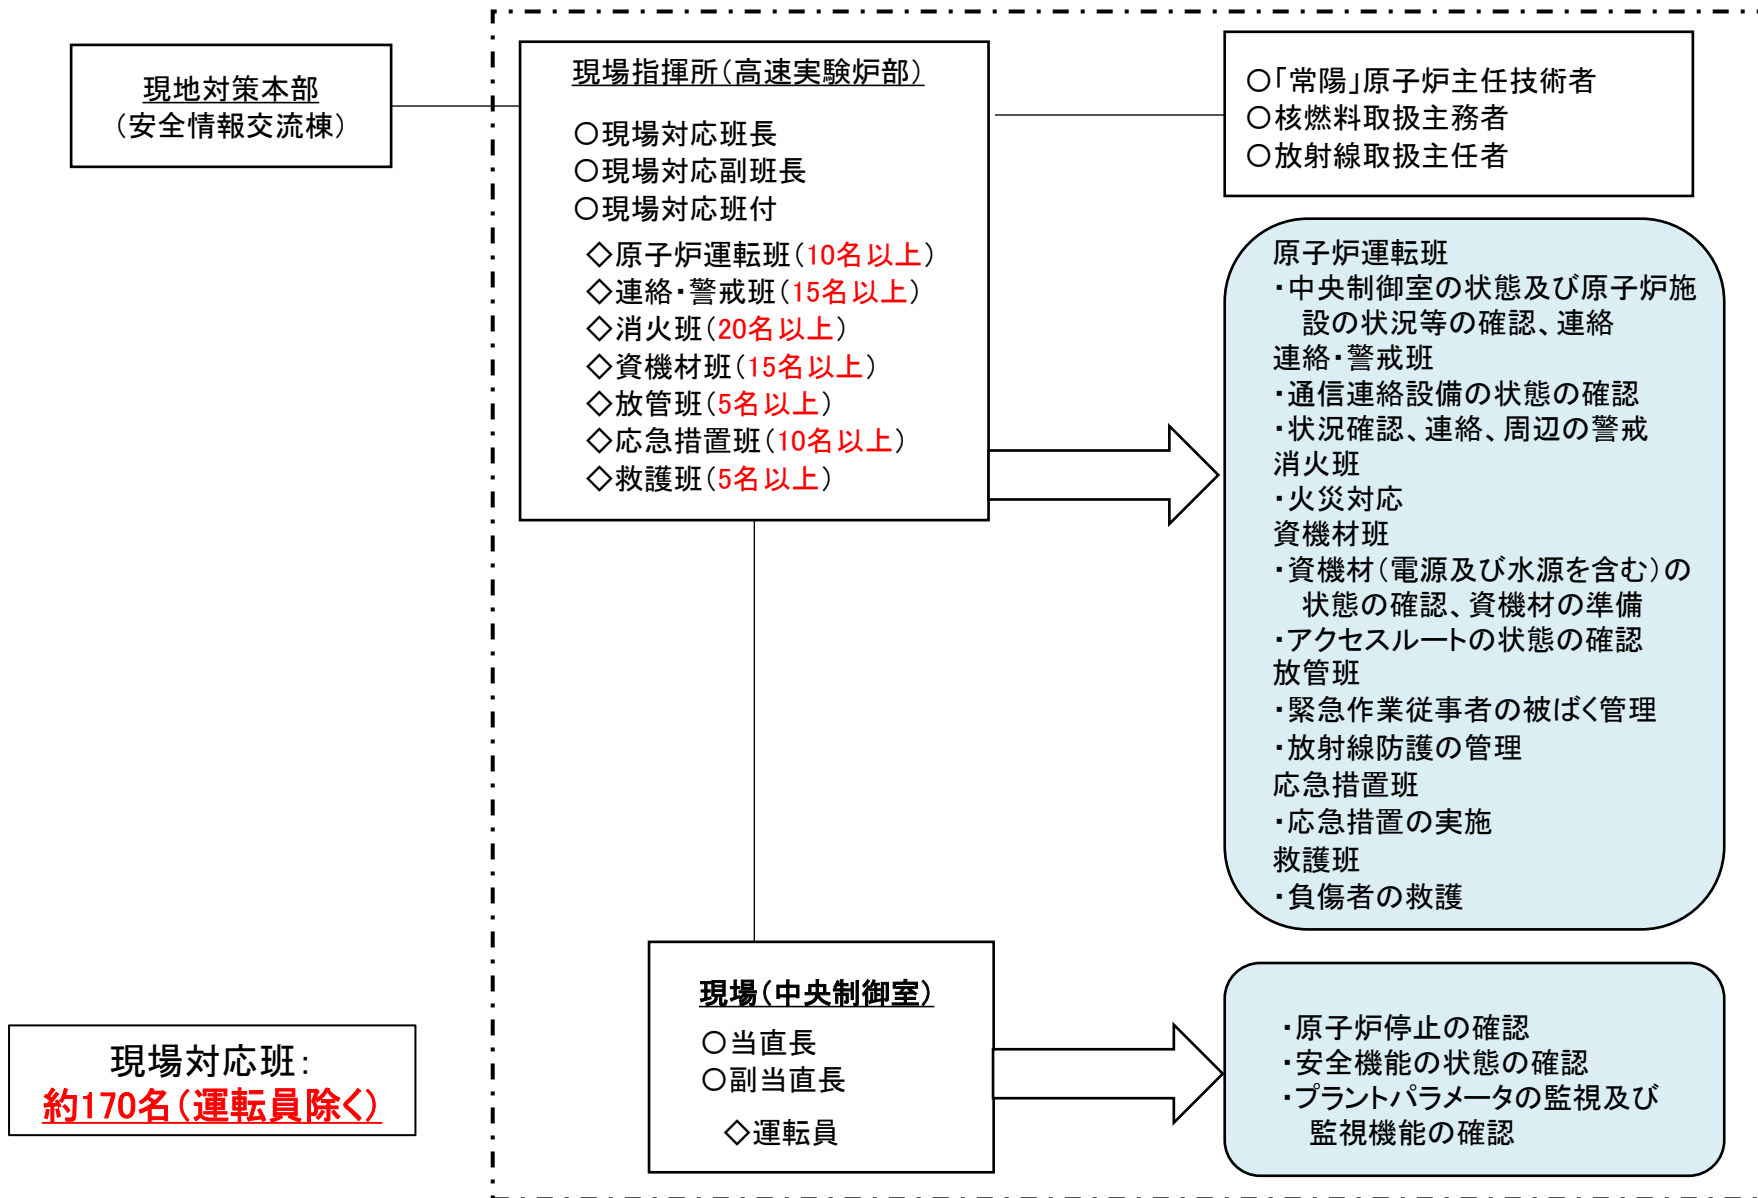 現地対策本部
（安全情報交流棟）
現場指揮所（高速実験炉部）
○現場対応班長
○現場対応副班長
○現場対応班付
◇原子炉運転班（10名以上）
◇連絡・警戒班（15名以上）
◇消火班（20名以上）
◇資機材班（15名以上）
◇放管班（5名以上）
◇応急措置班（10名以上）
◇救護班（5名以上）
○「常陽」原子炉主任技術者
○核燃料取扱主務者
○放射線取扱主任者
原子炉運転班
・中央制御室の状態及び原子炉施
設の状況等の確認、連絡
連絡・警戒班
・通信連絡設備の状態の確認
・状況確認、連絡、周辺の警戒
消火班
・火災対応
資機材班
・資機材（電源及び水源を含む）の
状態の確認、資機材の準備
・アクセスルートの状態の確認
放管班
・緊急作業従事者の被ばく管理
・放射線防護の管理
応急措置班
・応急措置の実施
救護班
・負傷者の救護
現場（中央制御室）
○当直長
○副当直長
◇運転員
・原子炉停止の確認
・安全機能の状態の確認
・プラントパラメータの監視及び
監視機能の確認
現場対応班：
約170名（運転員除く）